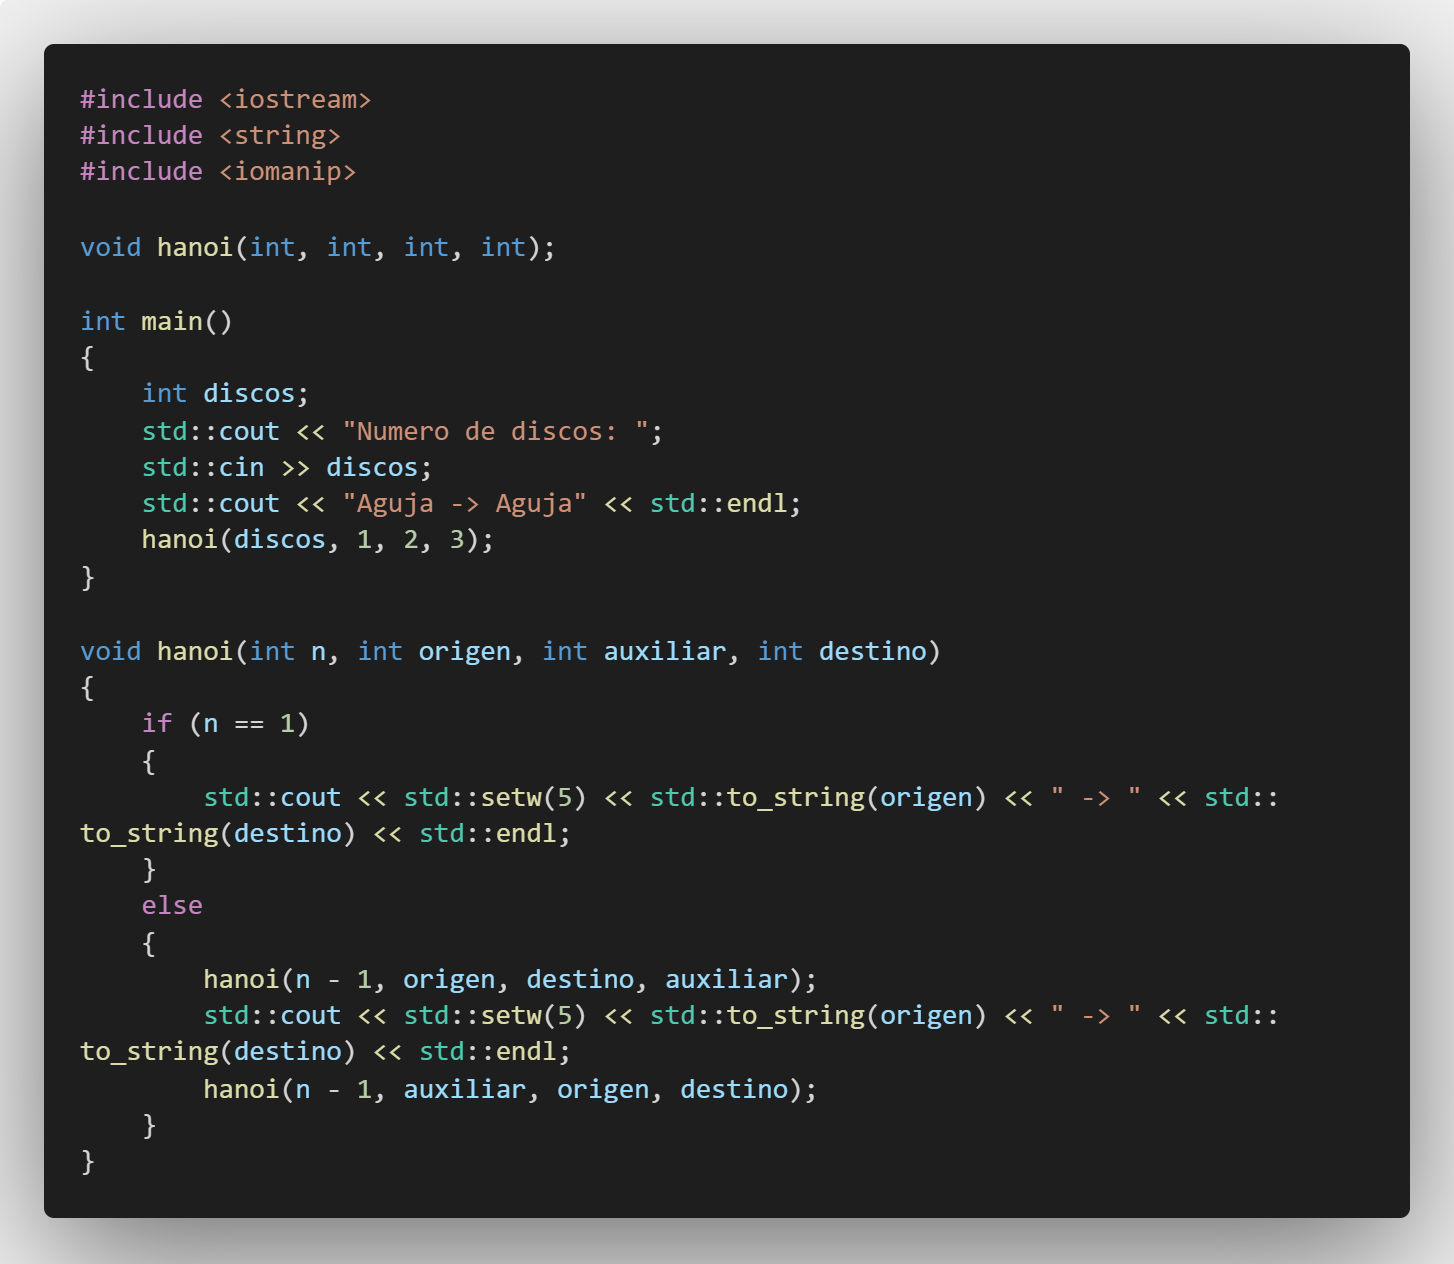 #include <iostream>
#include <string>
#include <iomanip>

void hanoi(int, int, int, int);

int main()
{
    int discos;
    std::cout << "Numero de discos: ";
    std::cin >> discos;
    std::cout << "Aguja -> Aguja" << std::endl;
    hanoi(discos, 1, 2, 3);
}

void hanoi(int n, int origen, int auxiliar, int destino)
{
    if (n == 1)
    {
        std::cout << std::setw(5) << std::to_string(origen) << " -> " << std::
to_string(destino) << std::endl;
    }
    else
    {
        hanoi(n - 1, origen, destino, auxiliar);
        std::cout << std::setw(5) << std::to_string(origen) << " -> " << std::
to_string(destino) << std::endl;
        hanoi(n - 1, auxiliar, origen, destino);
    }
}